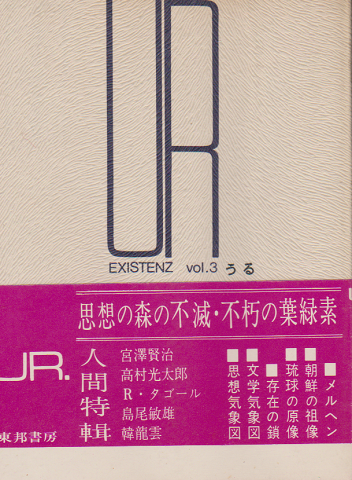 UR
EXISTENZ vol.3 うる
思想の森の不滅・不朽の葉緑素
UR.
人間特輯
宮澤賢治
高村光太郎
R・タゴール
島尾敏雄
韓龍雲
■メルヘン
■朝鮮の祖像
■琉球の原像
■存在の鎖
■文学気象図
■思想気象図
東邦書房